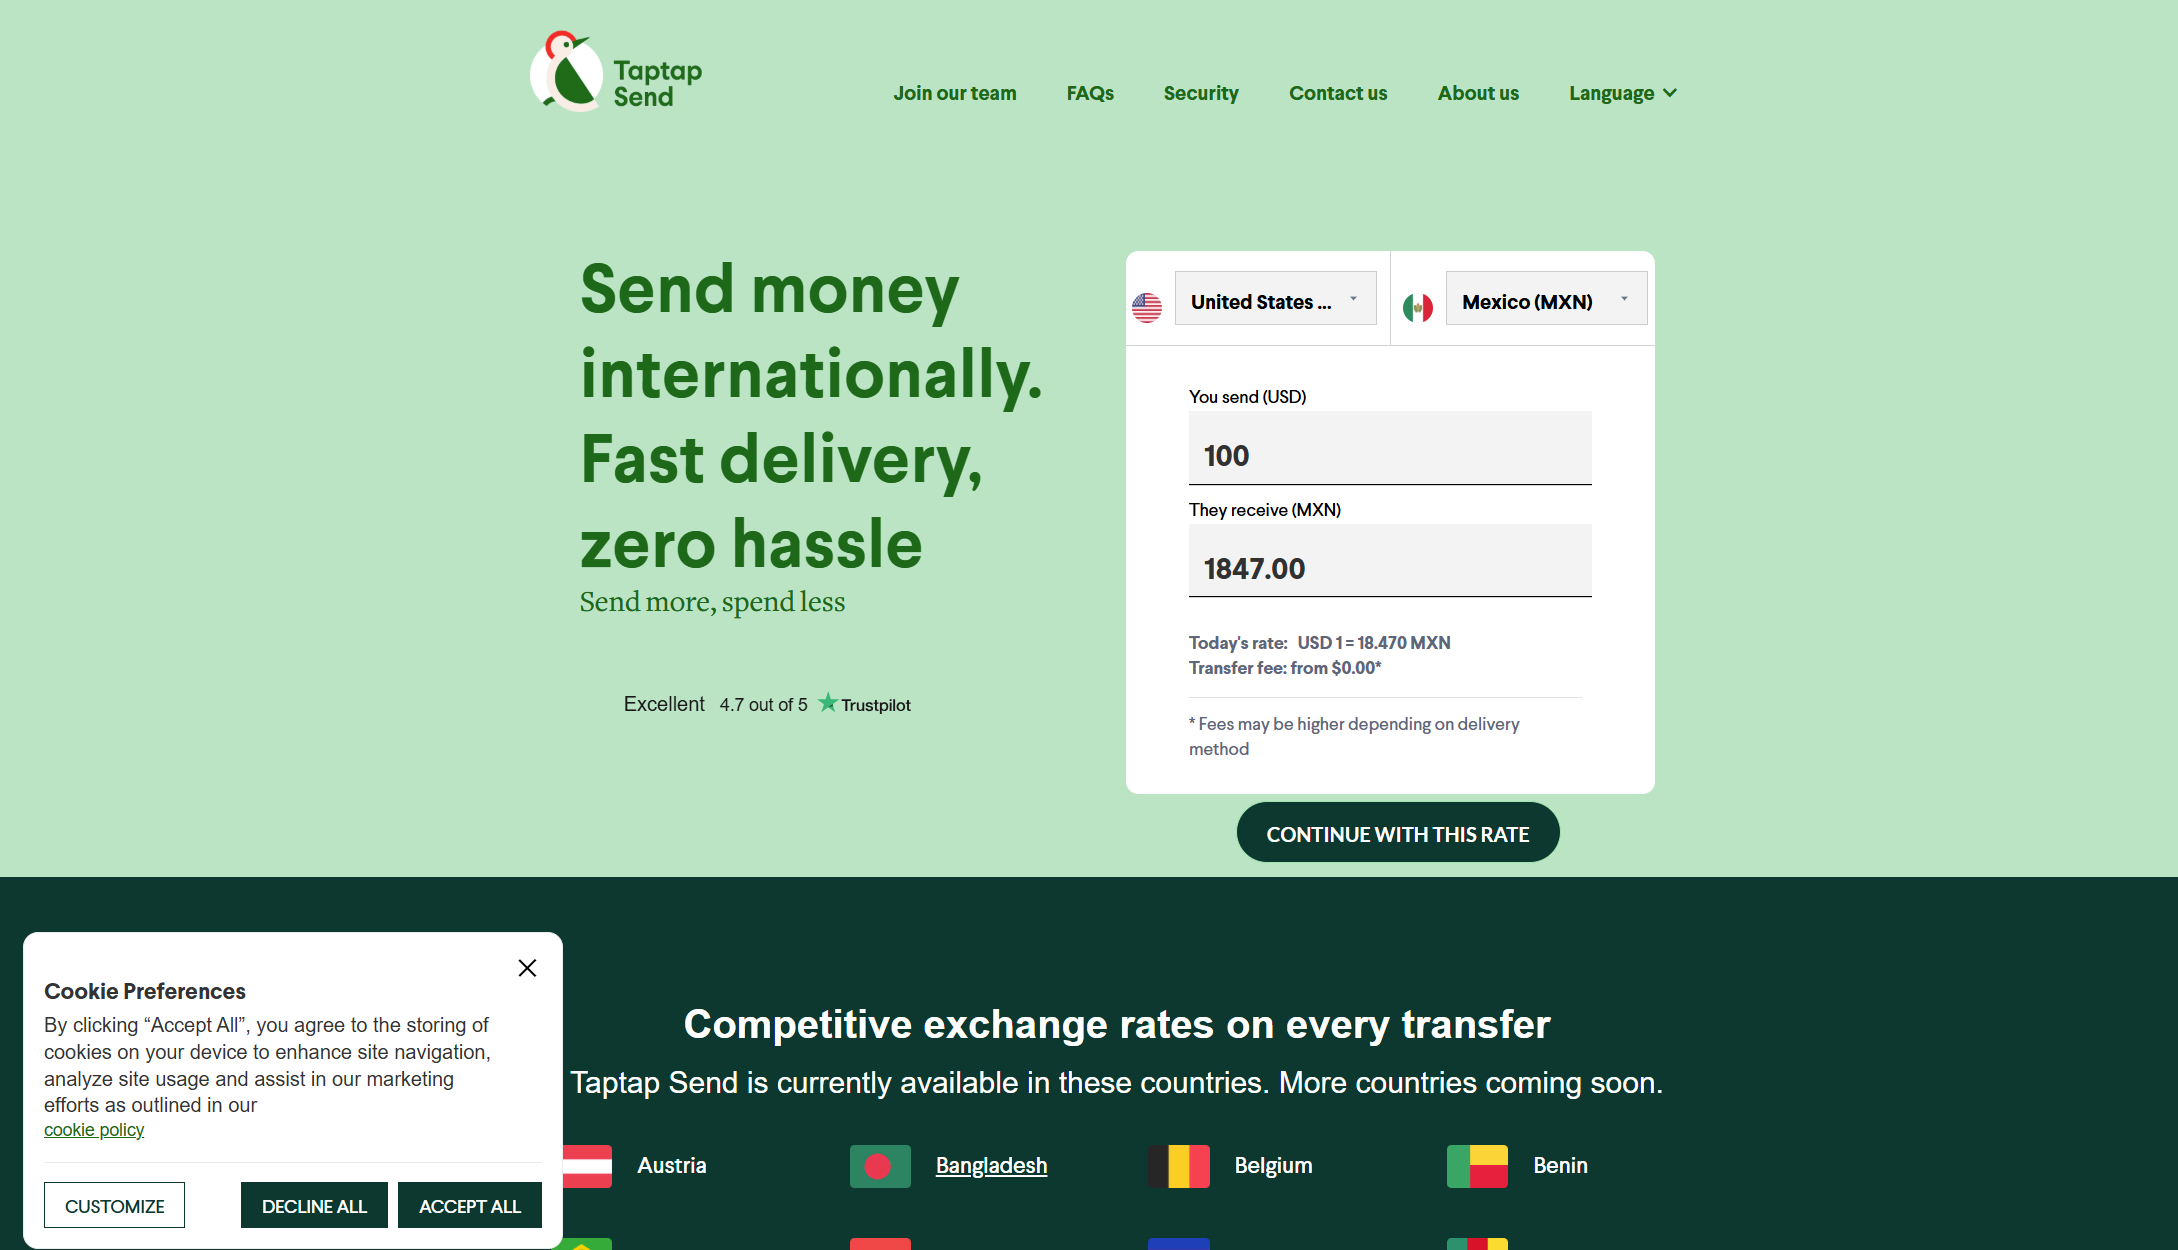 Taptap
Send
Join our team
FAQs
Security
Contact us
About us
Language
Send money
internationally.
Fast delivery,
zero hassle
Send more, spend less
Excellent 4.7 out of 5 Trustpilot
United States ...
Mexico (MXN)
You send (USD)
100
They receive (MXN)
1847.00
Today's rate: USD 1 = 18.470 MXN
Transfer fee: from $0.00*
* Fees may be higher depending on delivery
method
CONTINUE WITH THIS RATE
Competitive exchange rates on every transfer
Taptap Send is currently available in these countries. More countries coming soon.
Austria
Bangladesh
Belgium
Benin
Cookie Preferences
By clicking “Accept All”, you agree to the storing of
cookies on your device to enhance site navigation,
analyze site usage and assist in our marketing
efforts as outlined in our
cookie policy
CUSTOMIZE
DECLINE ALL
ACCEPT ALL